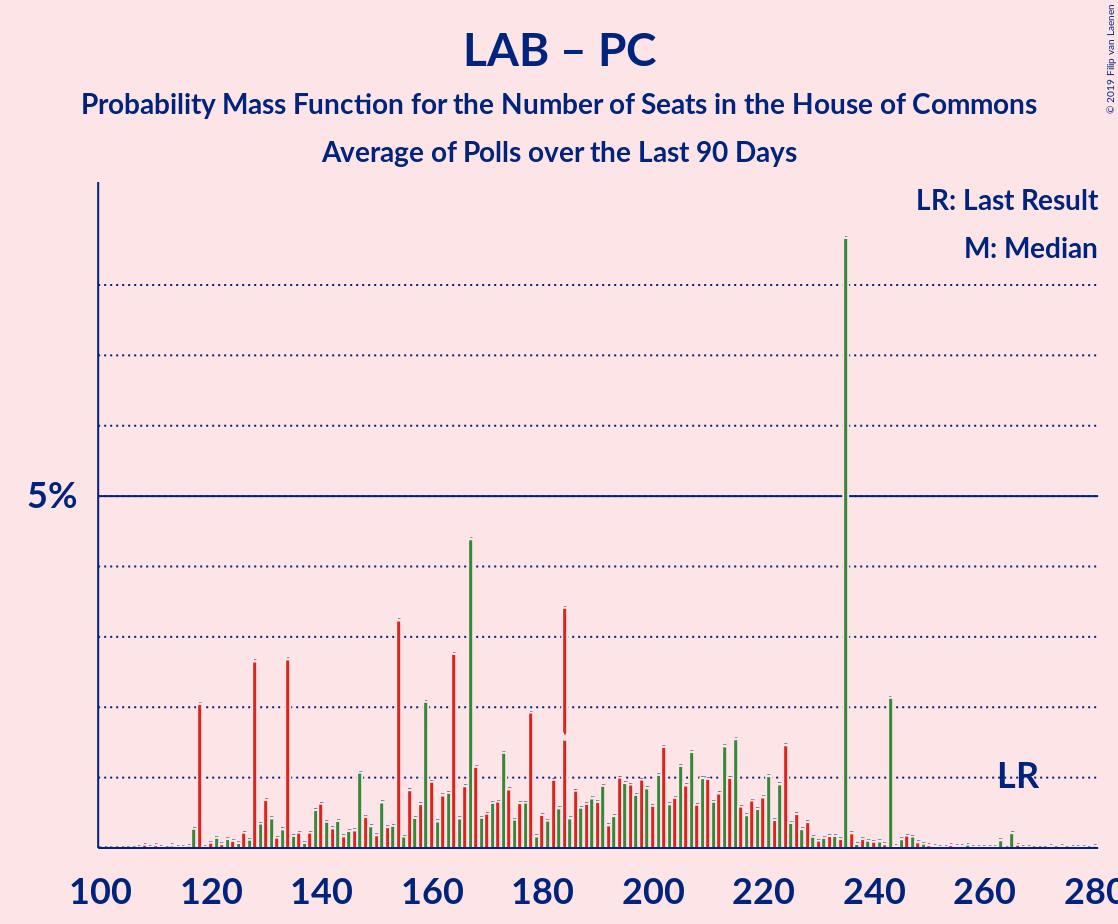 LAB – PC
Probability Mass Function for the Number of Seats in the House of Commons
Average of Polls over the Last 90 Days
© 2019 Filip van Laenen
LR: Last Result
M: Median
5%
LR
100 120 140 160 180 200 220 240 260 280